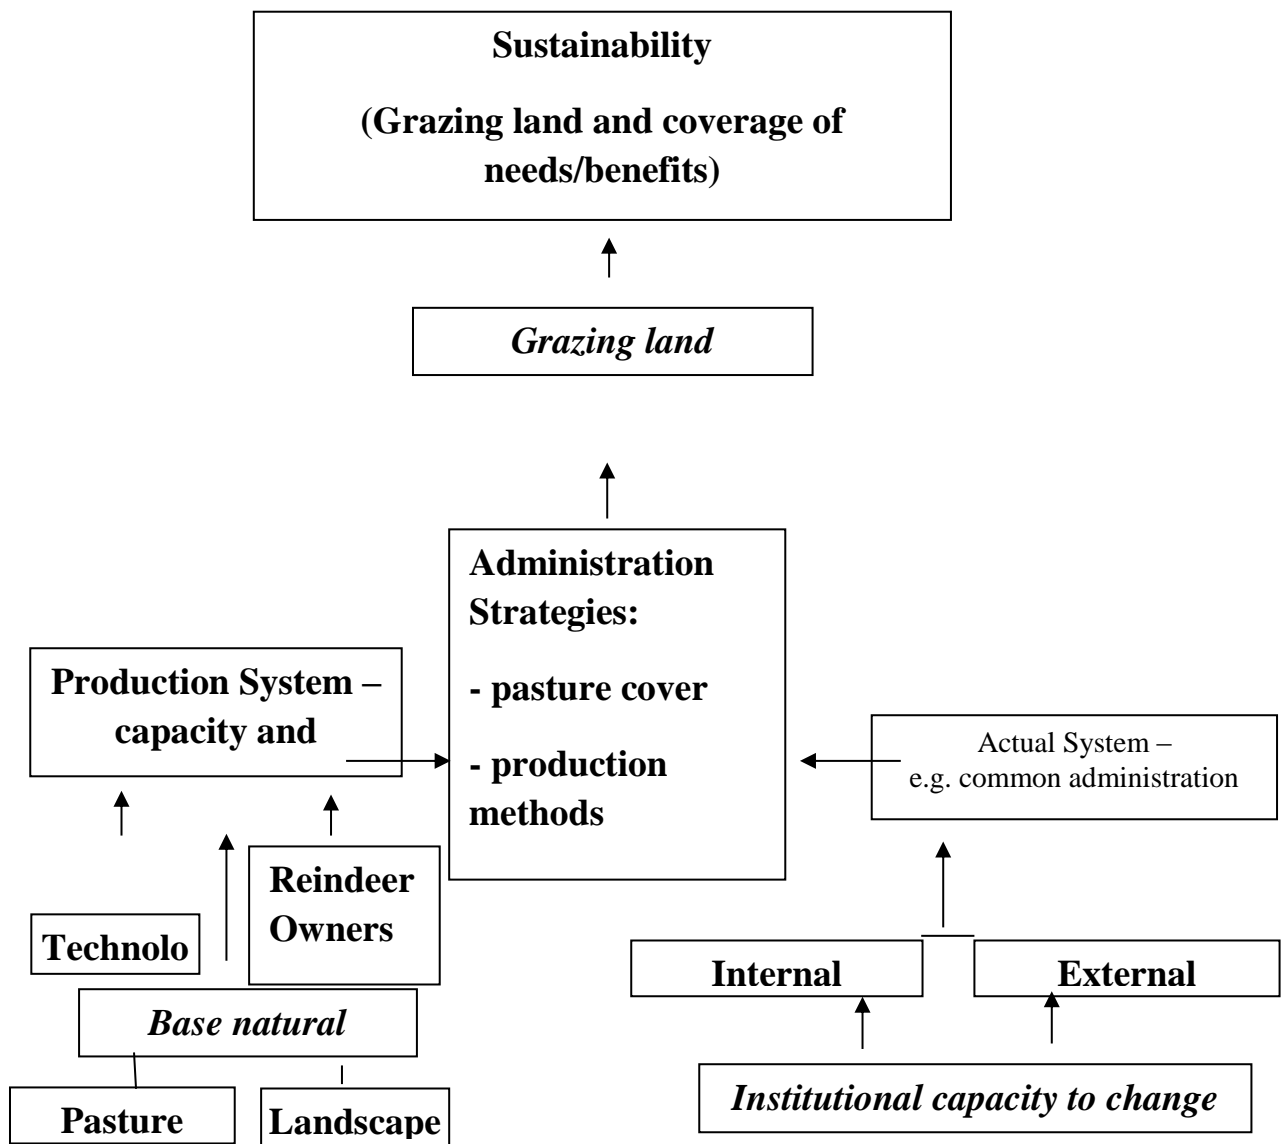 Sustainability
(Grazing land and coverage of
needs/benefits)
Grazing land
Administration
Strategies:
- pasture cover
- production
methods
Production System –
capacity and
Actual System –
e.g. common administration
Reindeer
Owners
Technolo
Internal
External
Base natural
Institutional capacity to change
Pasture
Landscape